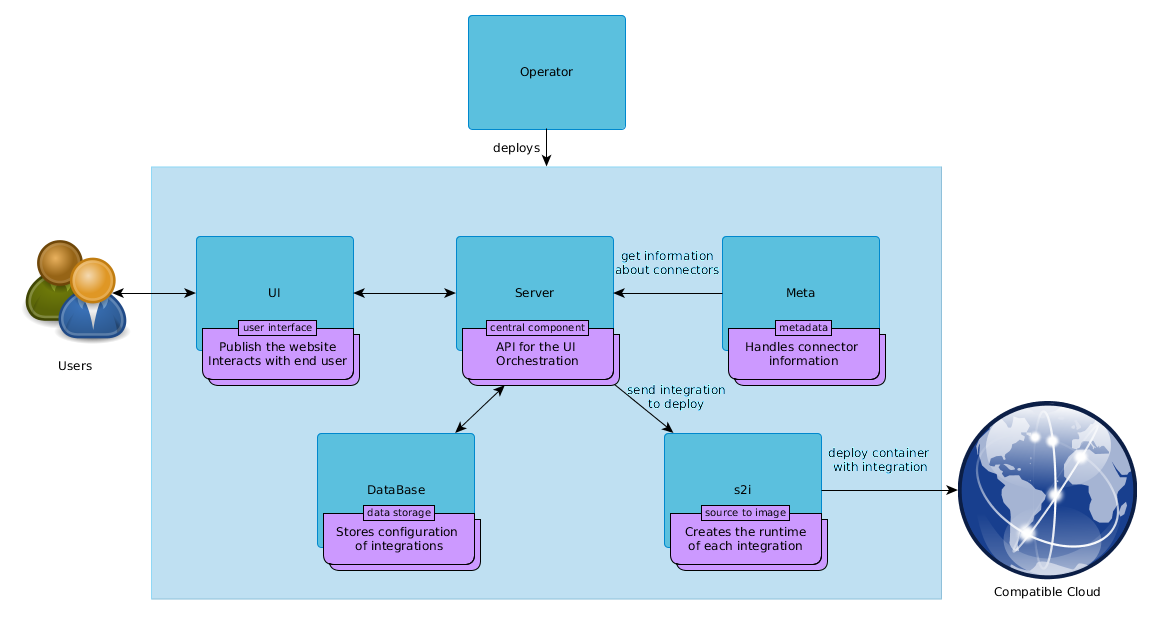 Operator
deploys
get information
about connectors
UI
Server
Meta
user interface
Publish the website
Interacts with end user
central component
API for the UI
Orchestration
metadata
Handles connector
information
Users
send integration
to deploy
DataBase
data storage
Stores configuration
of integrations
s2i
source to image
Creates the runtime
of each integration
deploy container
with integration
Compatible Cloud